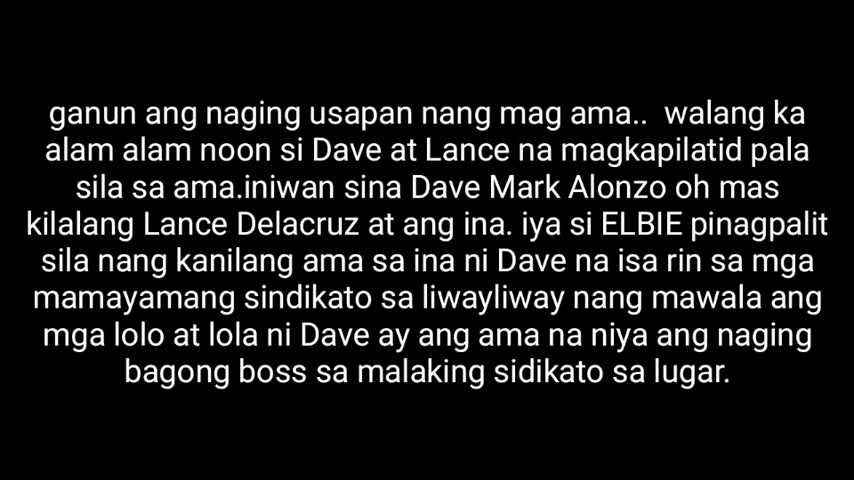 ganun ang naging usapan nang mag ama.. walang ka
alam alam noon si Dave at Lance na magkapilatid pala
sila sa ama.iniwan sina Dave Mark Alonzo oh mas
kilalang Lance Delacruz at ang ina. iya si ELBIE pinagpalit
sila nang kanilang ama sa ina ni Dave na isa rin sa mga
mamayamang sindikato sa liwayliway nang mawala ang
mga lolo at lola ni Dave ay ang ama na niya ang naging
bagong boss sa malaking sidikato sa lugar.